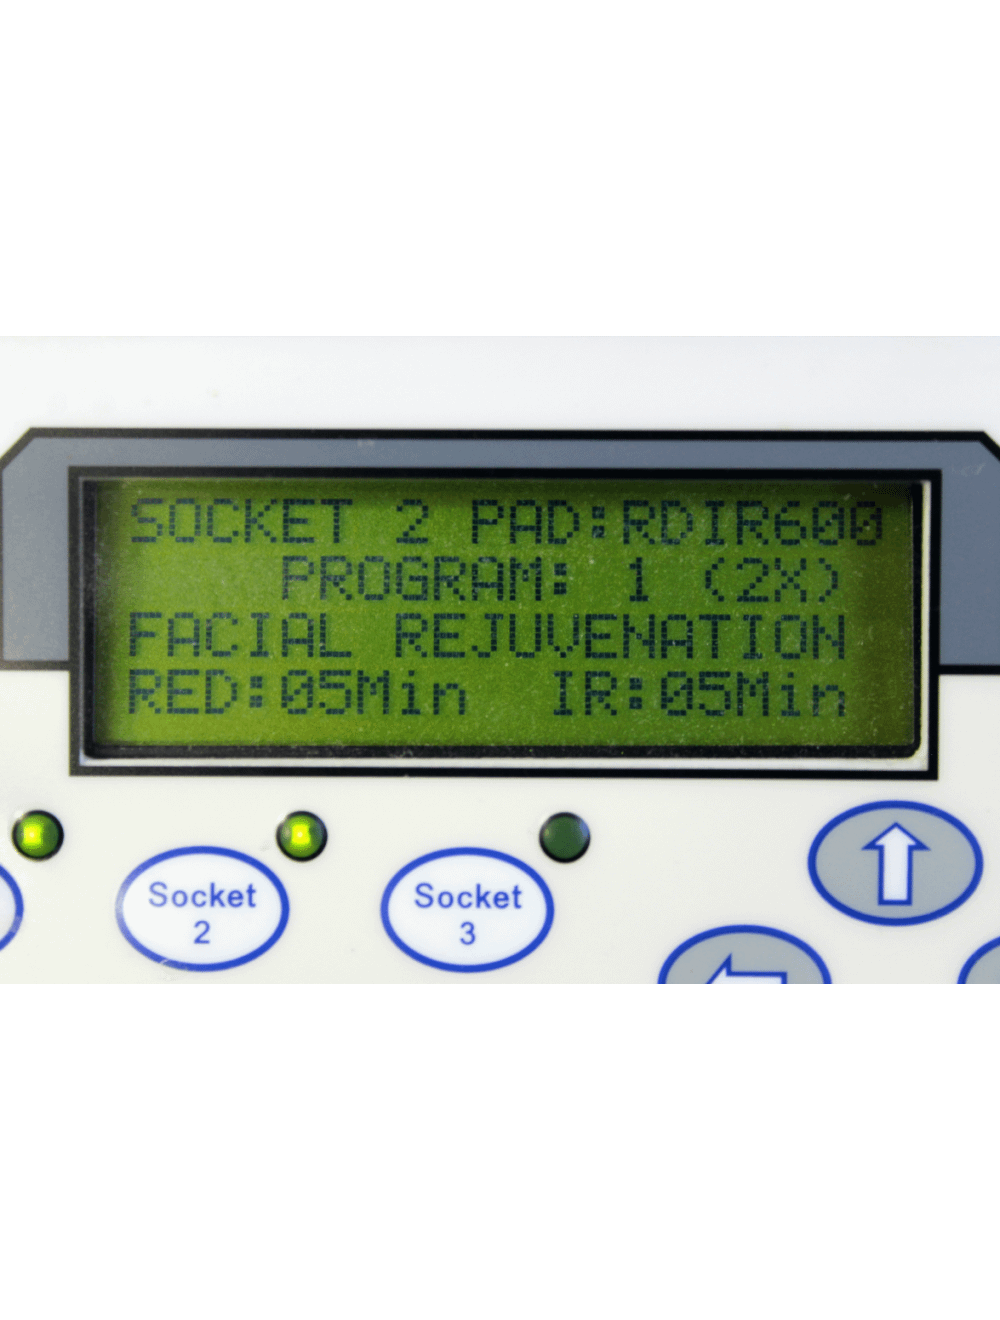 SOCKET 2 PAD:RDIR600
PROGRAM: 1 (2X)
FACIAL REJUVENATION
RED:05Min IR:05Min
Socket
2
Socket
3